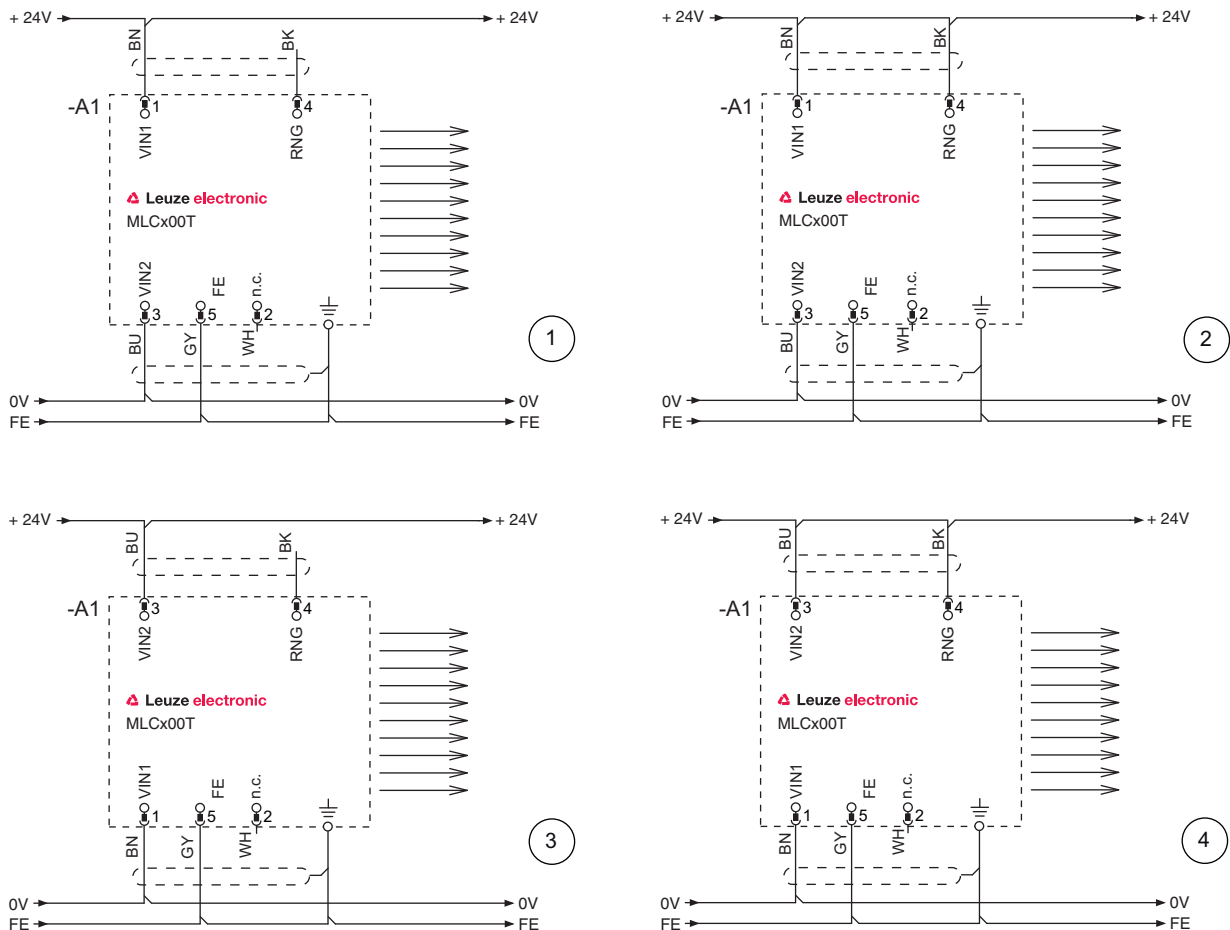 + 24V
+ 24V
BN
BK
-A1
1
4
VIN1
RNG
Leuze electronic
MLCx00T
VIN2
FE
n.c.
3
5
2
BU
GY
WH
1
0V
0V
FE
FE
+ 24V
+ 24V
BN
BK
-A1
1
4
VIN1
RNG
Leuze electronic
MLCx00T
VIN2
FE
n.c.
3
5
2
BU
GY
WH
2
0V
0V
FE
FE
+ 24V
+ 24V
BU
BK
-A1
3
4
VIN2
RNG
Leuze electronic
MLCx00T
VIN1
FE
n.c.
1
5
2
BN
GY
WH
3
0V
0V
FE
FE
+ 24V
+ 24V
BU
BK
-A1
3
4
VIN2
RNG
Leuze electronic
MLCx00T
VIN1
FE
n.c.
1
5
2
BN
GY
WH
4
0V
0V
FE
FE